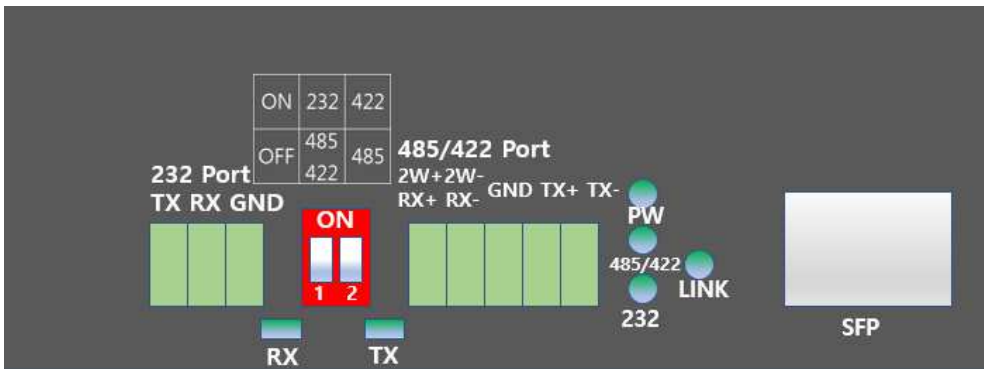 ON 232 422
OFF 485 422 485
232 Port
TX RX GND
485/422 Port
2W+2W-
RX+ RX- GND TX+ TX-
ON
1 2
PW
485/422
LINK
232
SFP
RX
TX